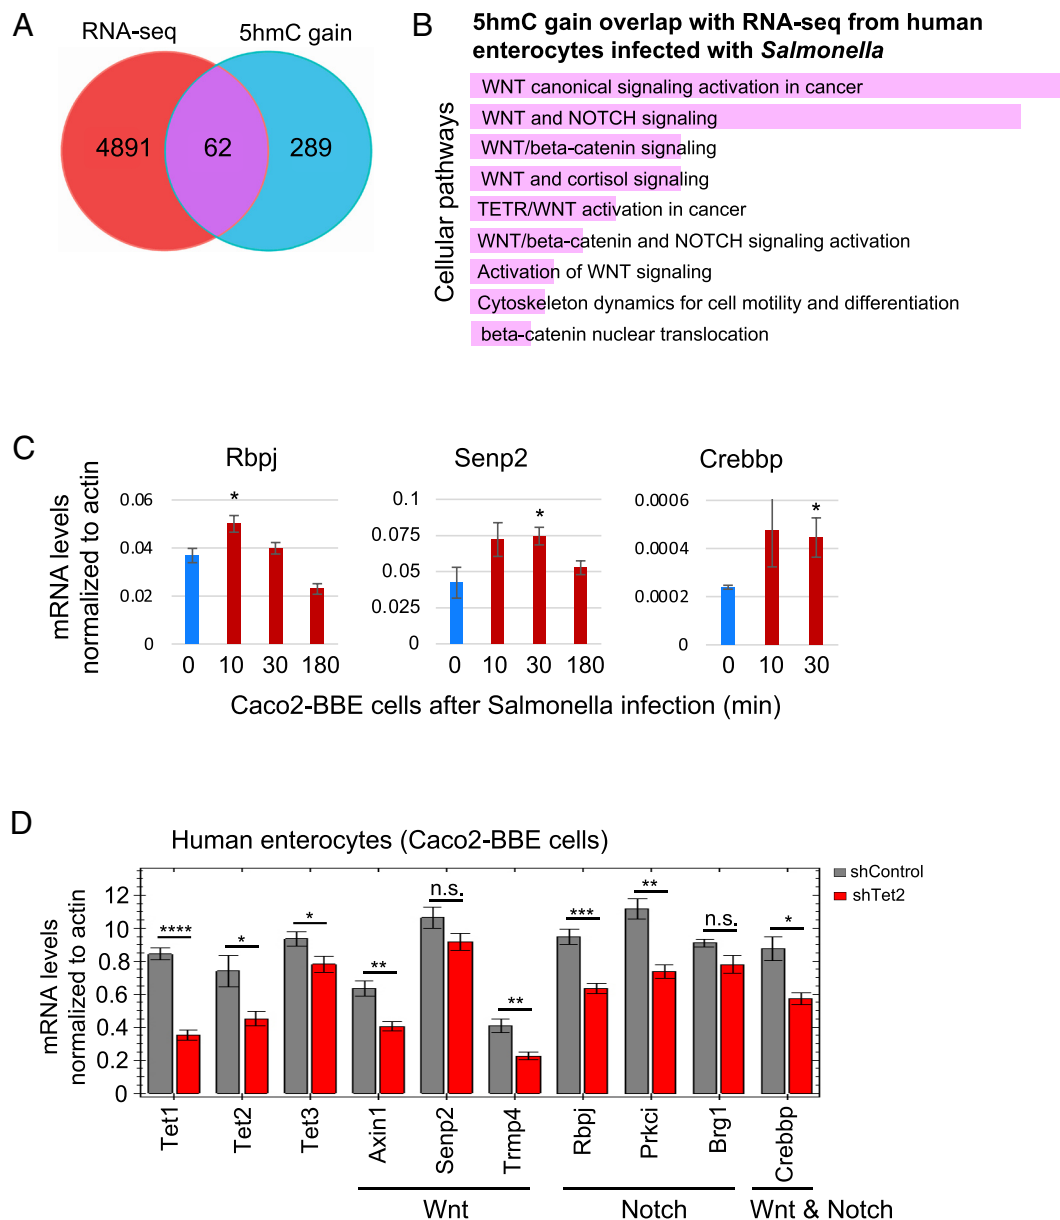 A
RNA-seq
5hmC gain
4891
62
289
B
5hmC gain overlap with RNA-seq from human
enterocytes infected with Salmonella
Cellular pathways
WNT canonical signaling activation in cancer
WNT and NOTCH signaling
WNT/beta-catenin signaling
WNT and cortisol signaling
TETR/WNT activation in cancer
WNT/beta-catenin and NOTCH signaling activation
Activation of WNT signaling
Cytoskeleton dynamics for cell motility and differentiation
beta-catenin nuclear translocation
C
mRNA levels
normalized to actin
Rbpj
0.06
0.04
0.02
0
*
0 10 30 180
Senp2
0.1
0.075
0.05
0.025
0
*
0 10 30 180
Crebbp
0.0006
0.0004
0.0002
0
*
0 10 30
Caco2-BBE cells after Salmonella infection (min)
D
Human enterocytes (Caco2-BBE cells)
shControl
shTet2
mRNA levels
normalized to actin
12
10
0.8
0.6
0.4
0.2
0
**** * * ** n.s. ** *** ** n.s. *
Tet1
Tet2
Tet3
Axin1
Senp2
Trmp4
Rbpj
Prkci
Brg1
Crebbp
Wnt
Notch
Wnt & Notch